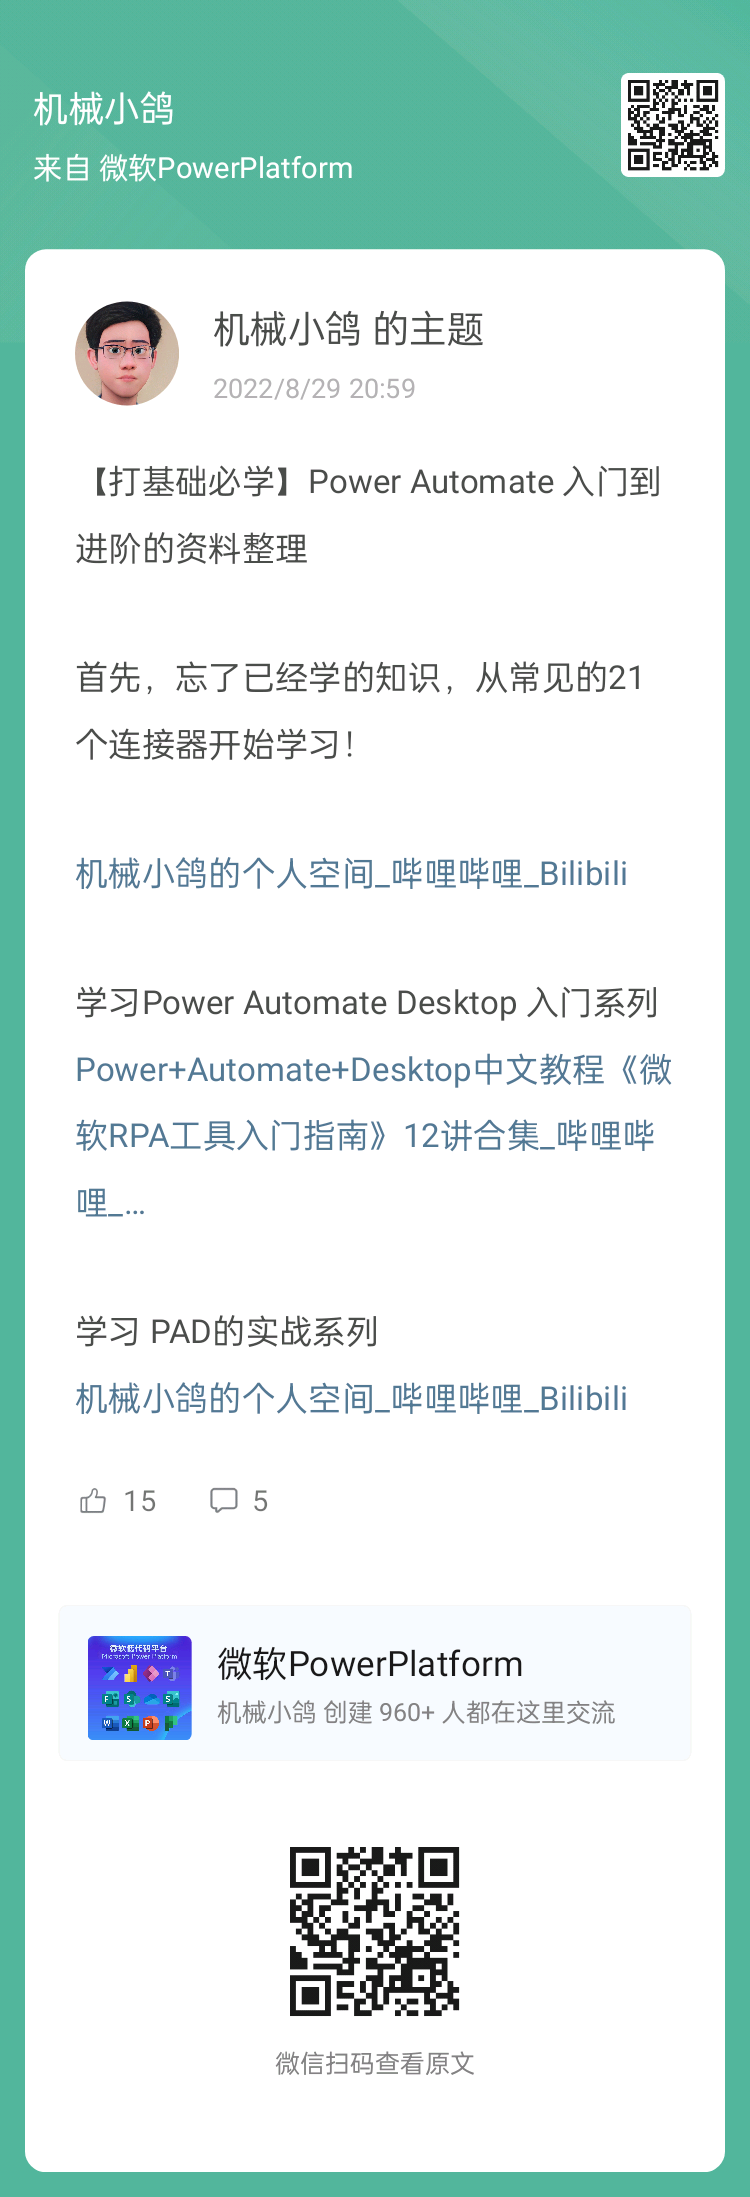 机械小鸽
来自 微软PowerPlatform
机械小鸽 的主题
2022/8/29 20:59
【打基础必学】Power Automate 入门到
进阶的资料整理
首先，忘了已经学的知识，从常见的21
个连接器开始学习！
机械小鸽的个人空间_哔哩哔哩_Bilibili
学习Power Automate Desktop 入门系列
Power+Automate+Desktop中文教程《微
软RPA工具入门指南》12讲合集_哔哩哔
哩_...
学习 PAD的实战系列
机械小鸽的个人空间_哔哩哔哩_Bilibili
15 5
微软低代码平台
Microsoft Power Platform
微软PowerPlatform
机械小鸽 创建 960+ 人都在这里交流
微信扫码查看原文